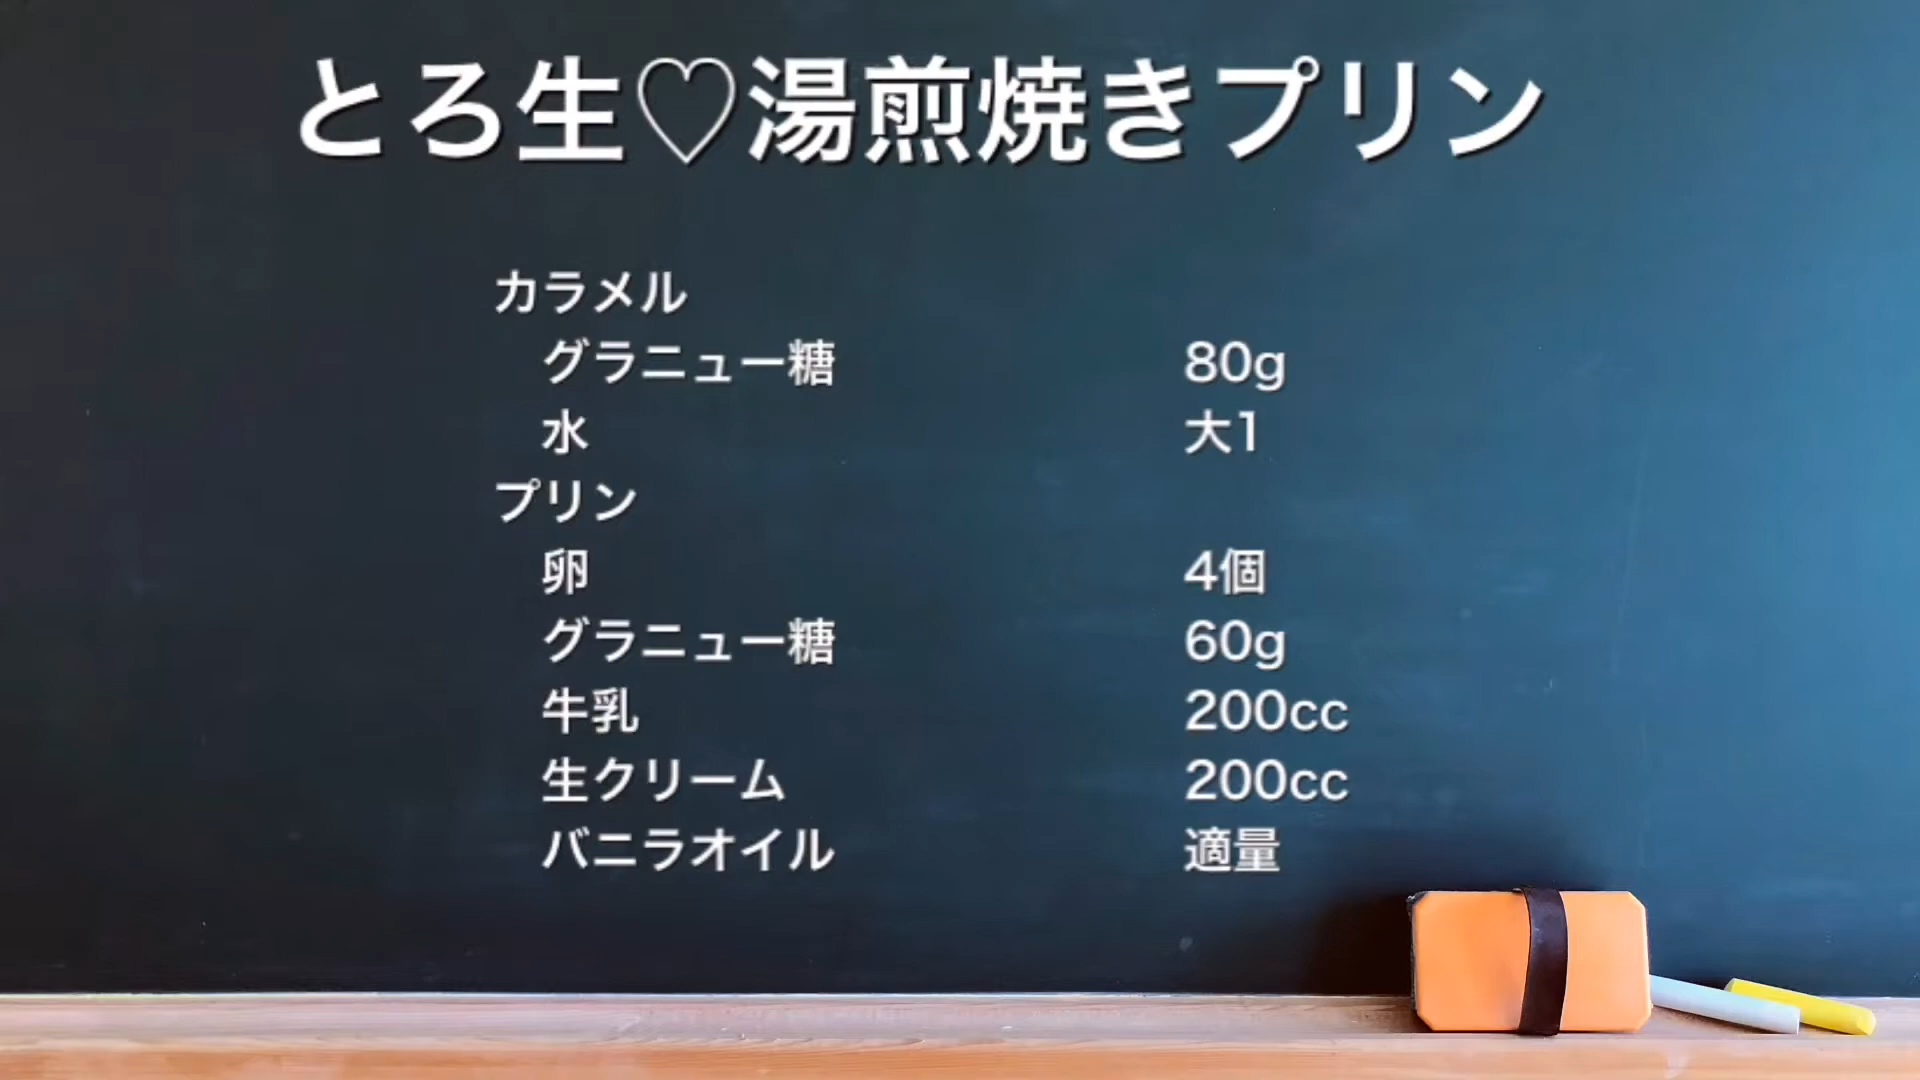 とろ生♡湯煎焼きプリン
カラメル
グラニュー糖 80g
水 大1
プリン
卵 4個
グラニュー糖 60g
牛乳 200cc
生クリーム 200cc
バニラオイル 適量